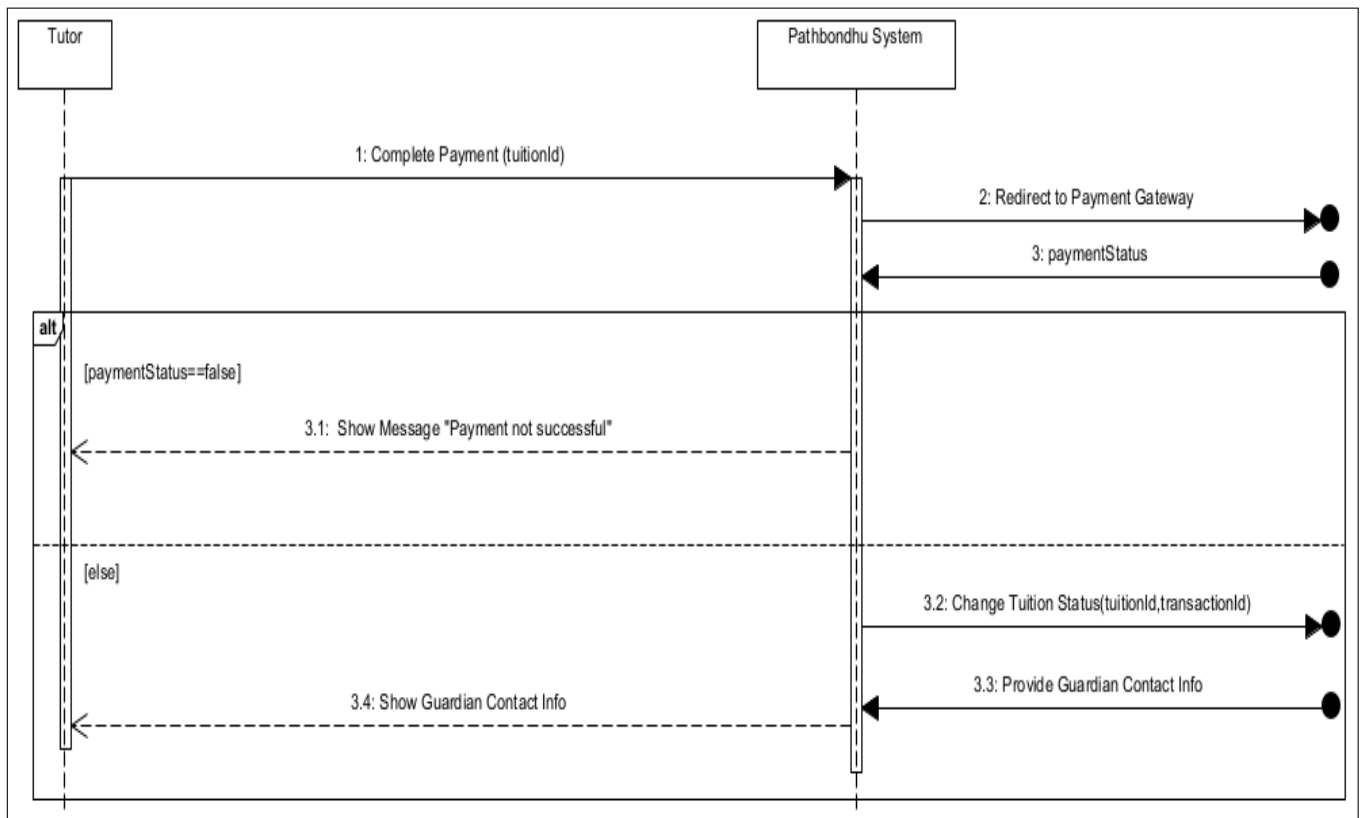 Tutor
Pathbondhu System
1: Complete Payment (tuitionId)
2: Redirect to Payment Gateway
3: paymentStatus
alt
[paymentStatus==false]
3.1: Show Message "Payment not successful"
[else]
3.2: Change Tuition Status(tuitionId,transactionId)
3.3: Provide Guardian Contact Info
3.4: Show Guardian Contact Info